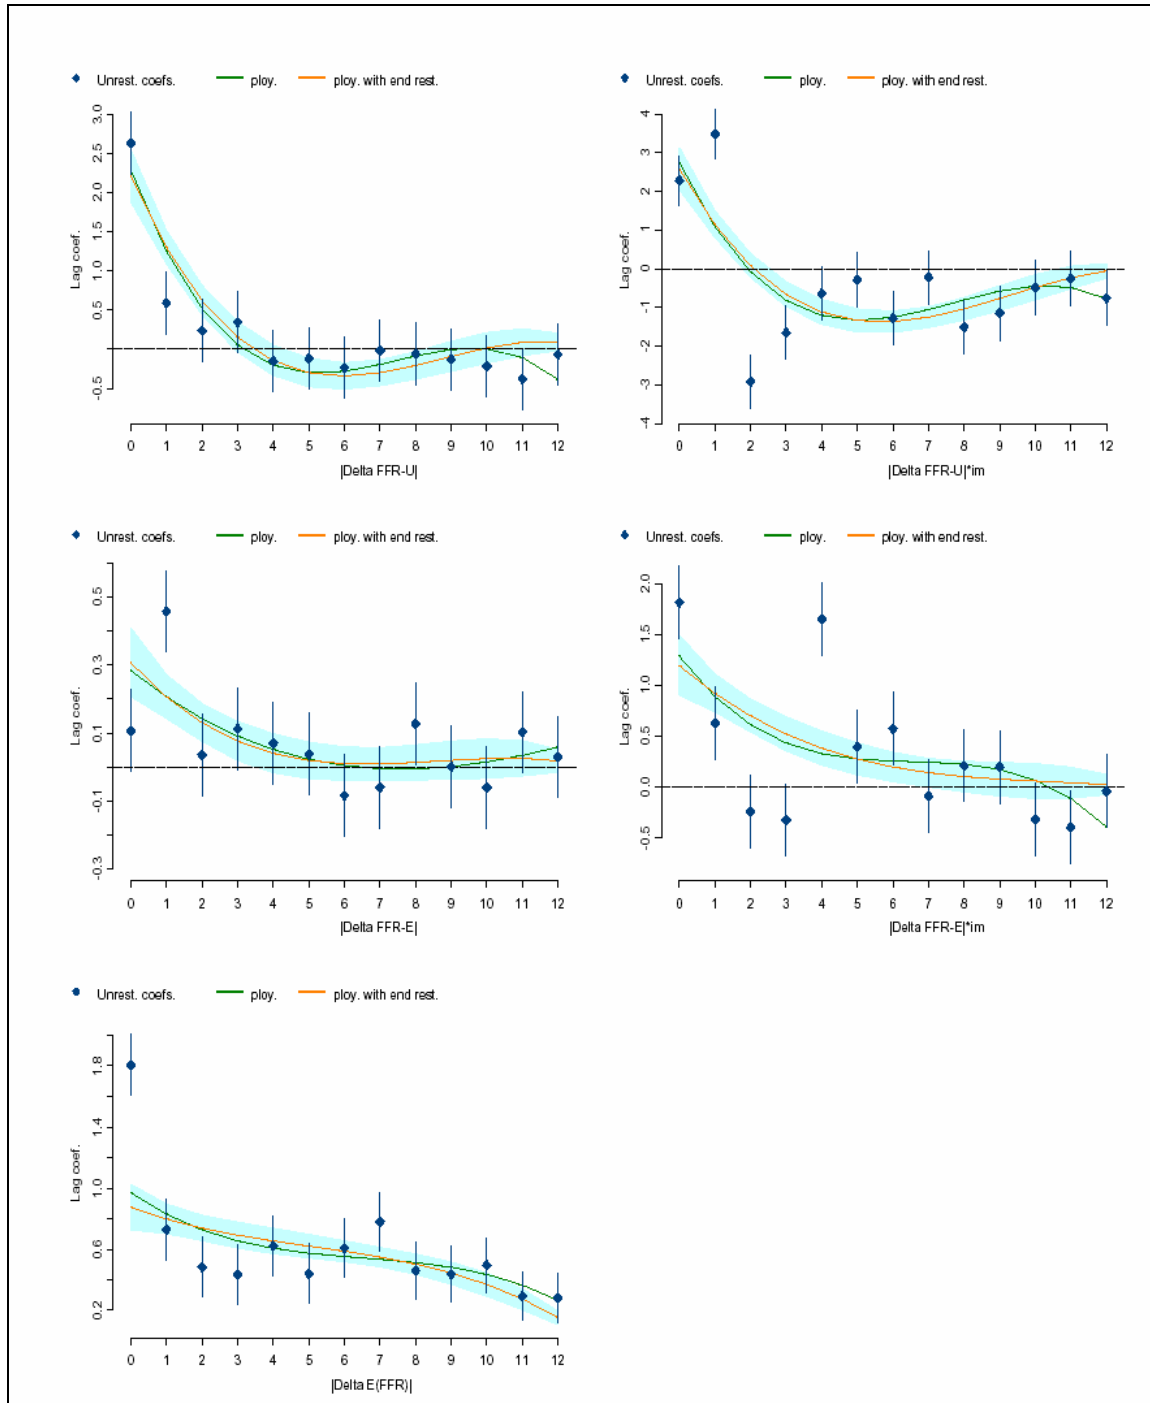 Unrest. coefs. ploy. ploy. with end rest.
Lag coef.
3.0
2.5
2.0
1.5
1.0
0.5
-0.5
0 1 2 3 4 5 6 7 8 9 10 11 12
|Delta FFR-U|
Unrest. coefs. ploy. ploy. with end rest.
Lag coef.
4
3
2
1
0
-1
-2
-3
-4
0 1 2 3 4 5 6 7 8 9 10 11 12
|Delta FFR-U|*im
Unrest. coefs. ploy. ploy. with end rest.
Lag coef.
0.5
0.3
0.1
-0.1
-0.3
0 1 2 3 4 5 6 7 8 9 10 11 12
|Delta FFR-E|
Unrest. coefs. ploy. ploy. with end rest.
Lag coef.
2.0
1.5
1.0
0.5
0.0
-0.5
0 1 2 3 4 5 6 7 8 9 10 11 12
|Delta FFR-E|*im
Unrest. coefs. ploy. ploy. with end rest.
Lag coef.
1.8
1.4
1.0
0.6
0.2
0 1 2 3 4 5 6 7 8 9 10 11 12
|Delta E(FFR)|